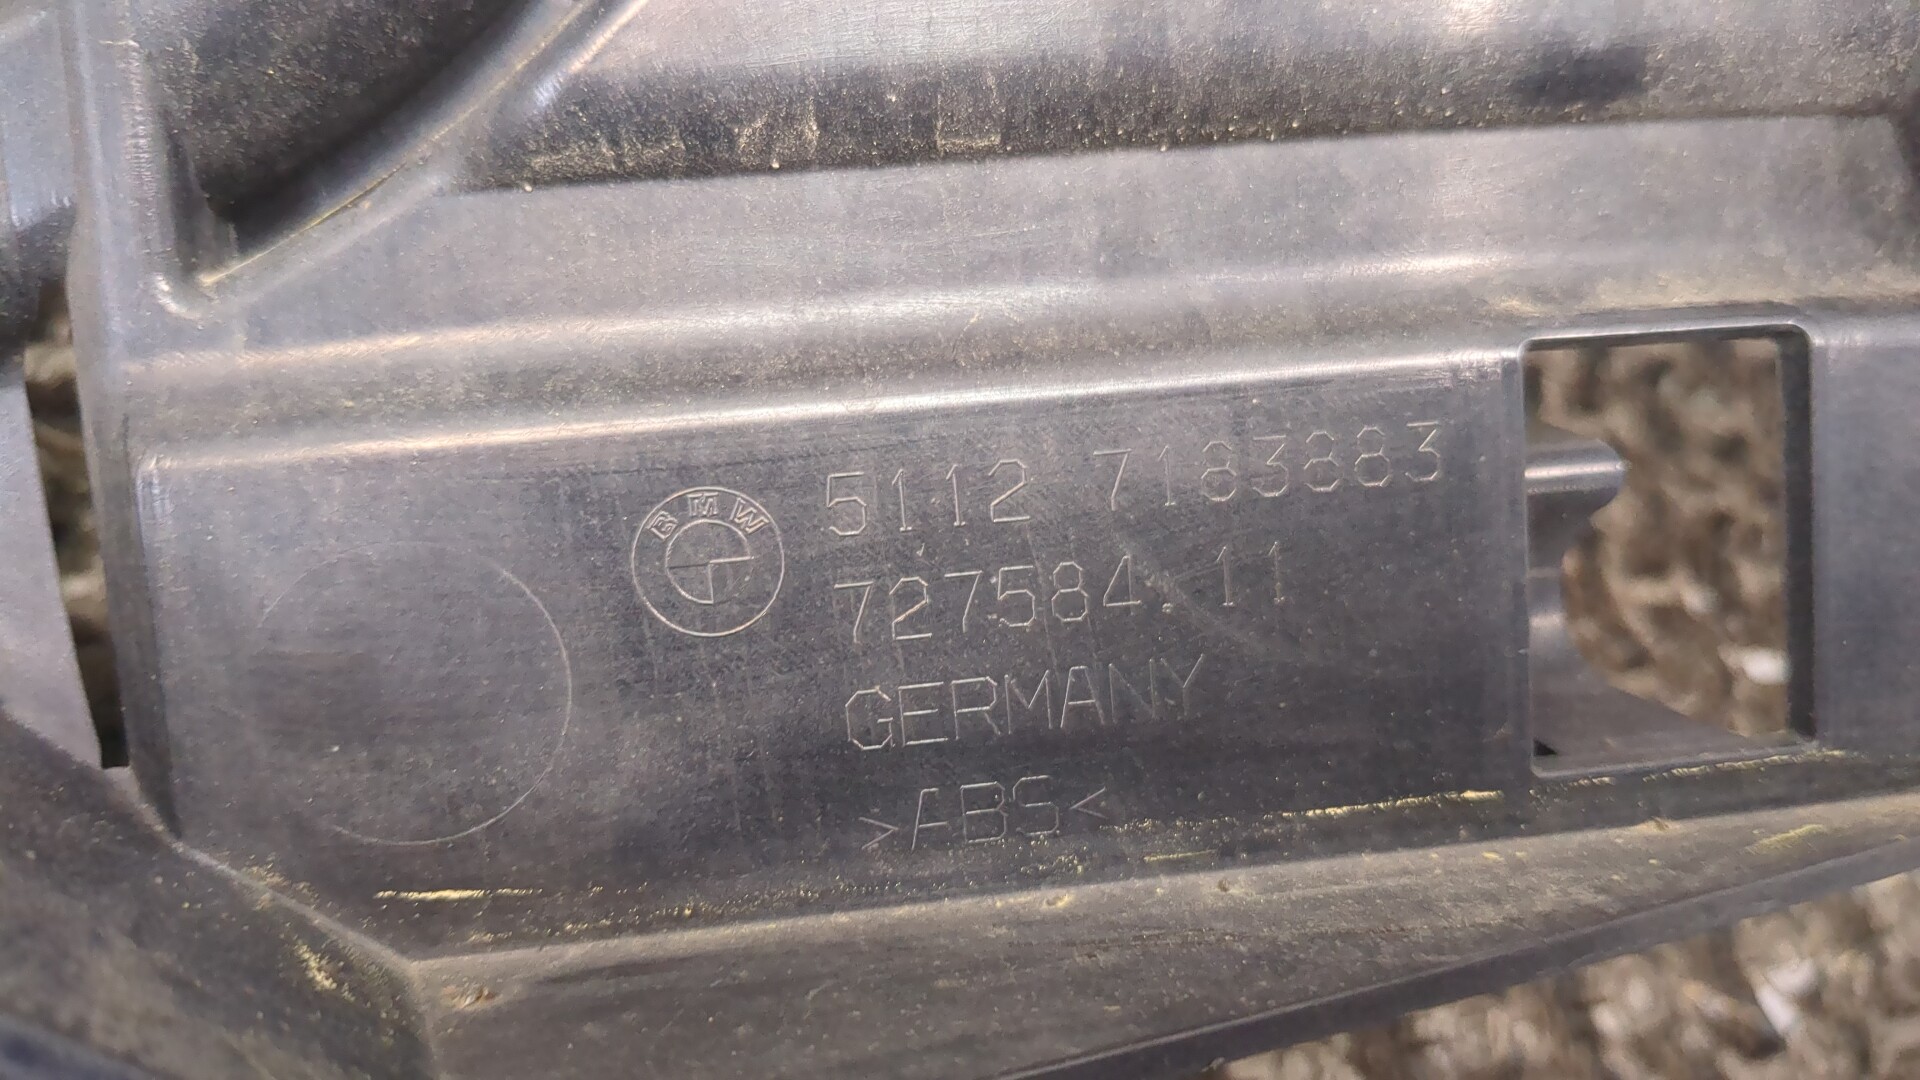 BMW
5112 7183883
727584.11
GERMANY
>ABS<